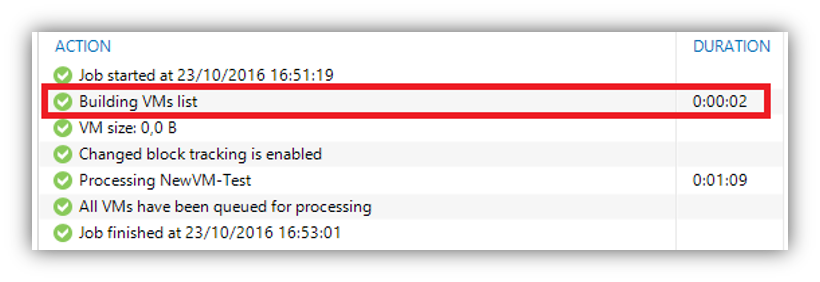 ACTION DURATION
Job started at 23/10/2016 16:51:19
Building VMs list 0:00:02
VM size: 0,0 B
Changed block tracking is enabled
Processing NewVM-Test 0:01:09
All VMs have been queued for processing
Job finished at 23/10/2016 16:53:01